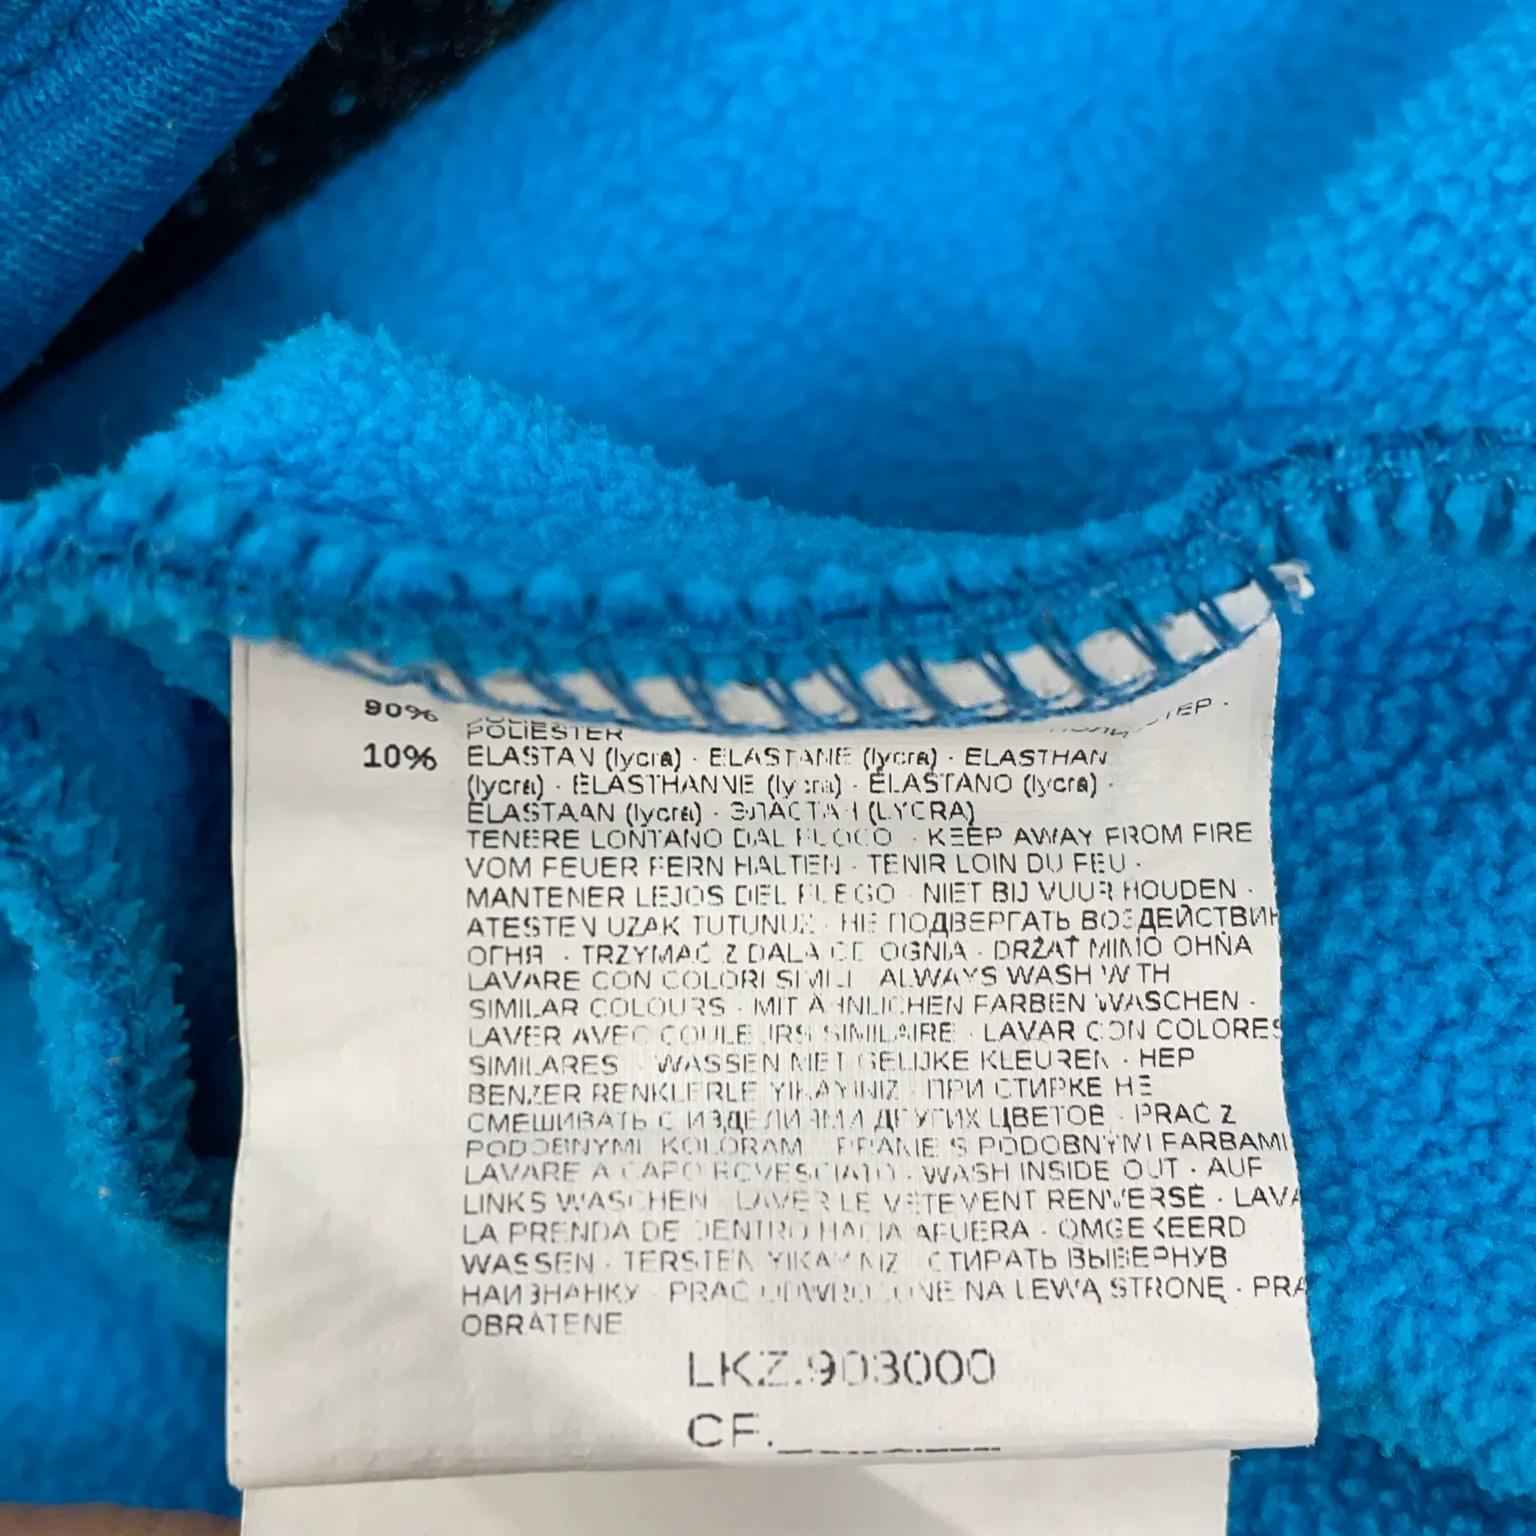 90% POLIESTER
10% ELASTAN (lycra) · ELASTANE (lycra) · ELASTHAN
(lycra) · ELASTHANNE (lycra) · ELASTANO (lycra) ·
ELASTAAN (lycra) · ЭЛАСТАН (LYCRA)
TENERE LONTANO DAL FUOCO · KEEP AWAY FROM FIRE
VOM FEUER FERN HALTEN · TENIR LOIN DU FEU ·
MANTENER LEJOS DEL FUEGO · NIET BIJ VUUR HOUDEN ·
ATESTEN UZAK TUTUNUZ · НЕ ПОДВЕРГАТЬ ВОЗДЕЙСТВИЮ
ОГНЯ · TRZYMAĆ Z DALA OD OGNIA · DRŽAT MIMO OHŇA
LAVARE CON COLORI SIMILI ALWAYS WASH WITH
SIMILAR COLOURS · MIT ÄHNLICHEN FARBEN WASCHEN ·
LAVER AVEC COULEURS SIMILAIRE · LAVAR CON COLORES
SIMILARES · WASSEN MET GELIJKE KLEUREN · HEP
BENZER RENKLERLE YIKAYINIZ · ПРИ СТИРКЕ НЕ
СМЕШИВАТЬ С ИЗДЕЛИЯМИ ДРУГИХ ЦВЕТОВ · PRAĆ Z
PODOBNYMI KOLORAMI PRANIE S PODOBNÝMI FARBAMI
LAVARE A CAPO ROVESCIATO · WASH INSIDE OUT · AUF
LINKS WASCHEN · LAVER LE VÊTEMENT RENVERSÉ · LAVA
LA PRENDA DE DENTRO HACIA AFUERA · OMGEKEERD
WASSEN · TERSTEN YIKAYINIZ · СТИРАТЬ ВЫВЕРНУВ
НАИЗНАНКУ · PRAĆ ODWROCONE NA LEWĄ STRONĘ · PRA
OBRÁTENE
LKZ.903000
CF.